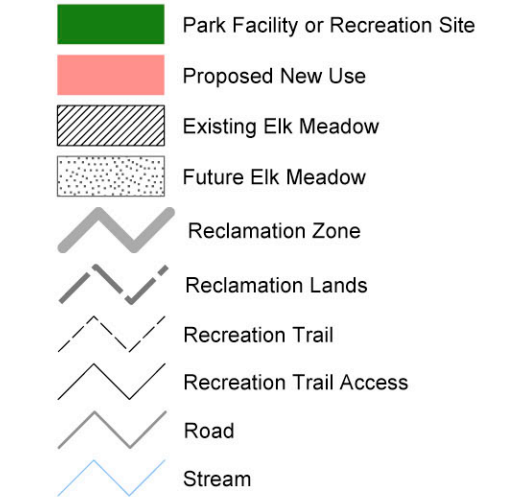 Park Facility or Recreation Site
Proposed New Use
Existing Elk Meadow
Future Elk Meadow
Reclamation Zone
Reclamation Lands
Recreation Trail
Recreation Trail Access
Road
Stream